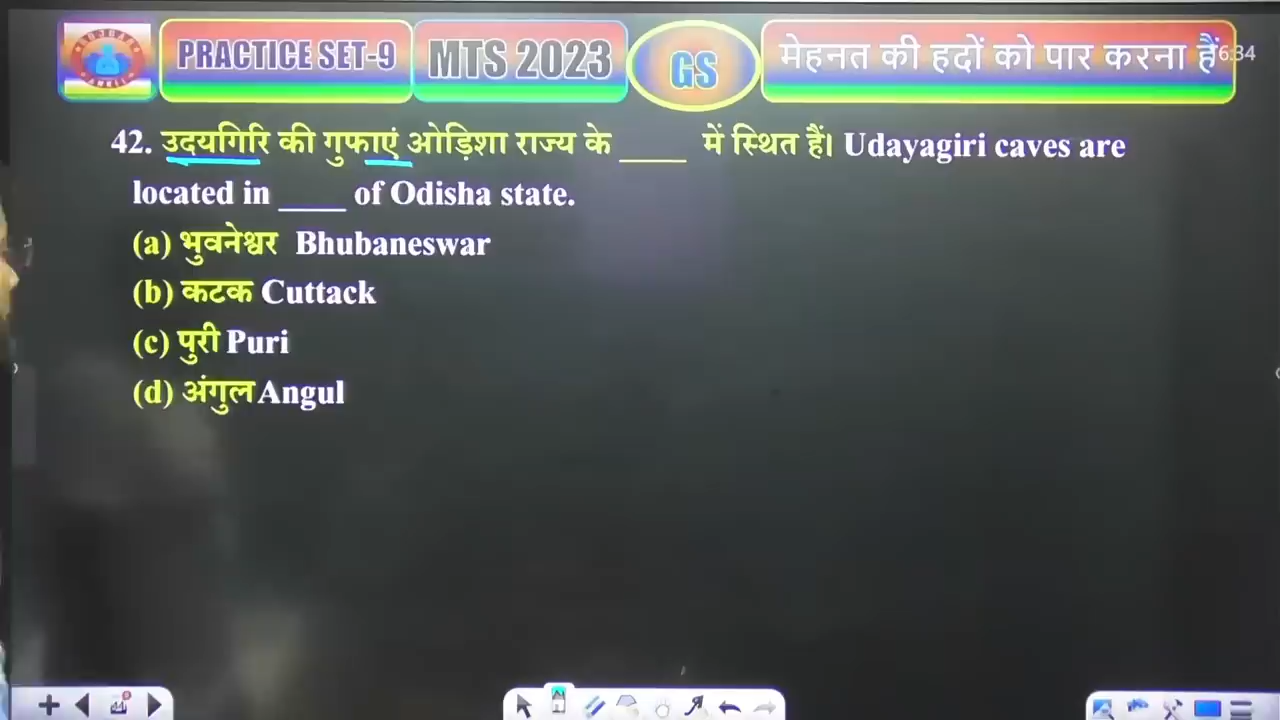 PRACTICE SET-9
MTS 2023
GS
मेहनत की हदों को पार करना हैं
6:34
42. उदयगिरि की गुफाएं ओड़िशा राज्य के ____ में स्थित हैं। Udayagiri caves are
located in ____ of Odisha state.
(a) भुवनेश्वर Bhubaneswar
(b) कटक Cuttack
(c) पुरी Puri
(d) अंगुल Angul